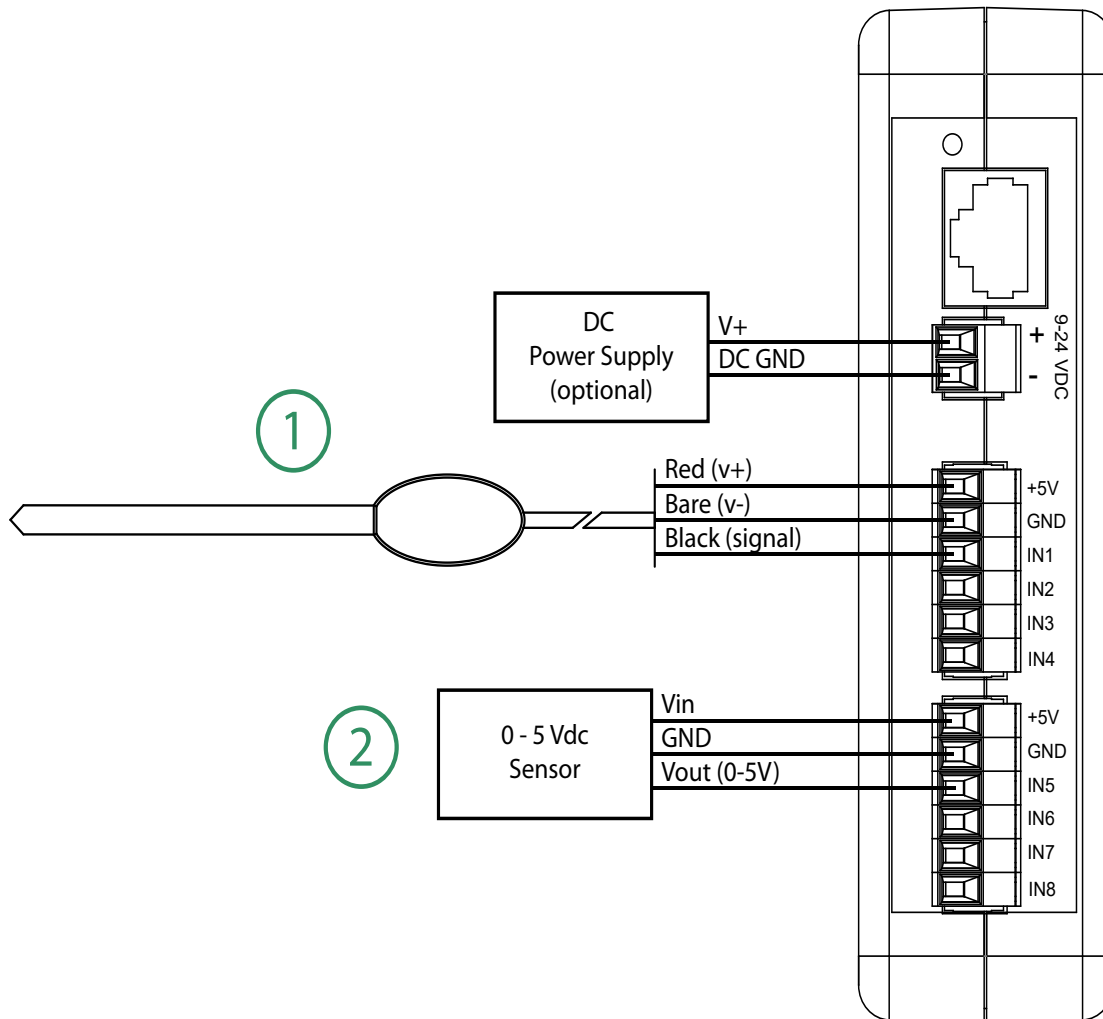 DC
Power Supply
(optional)
V+
DC GND
+
-
9-24 VDC
1
Red (v+)
Bare (v-)
Black (signal)
+5V
GND
IN1
IN2
IN3
IN4
2
0 - 5 Vdc
Sensor
Vin
GND
Vout (0-5V)
+5V
GND
IN5
IN6
IN7
IN8